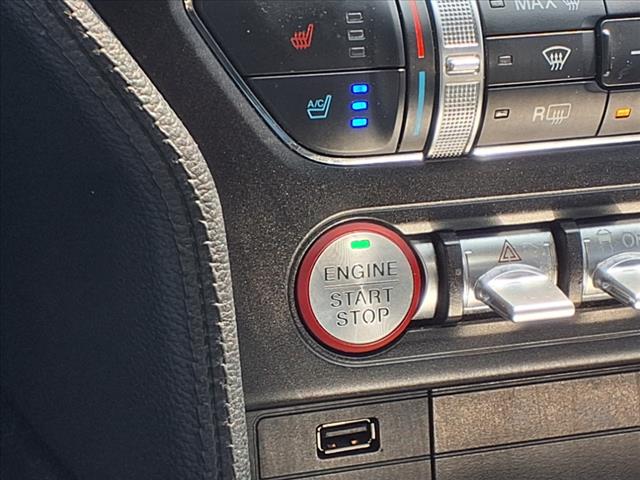 MAX
A/C
R
ENGINE
START
STOP